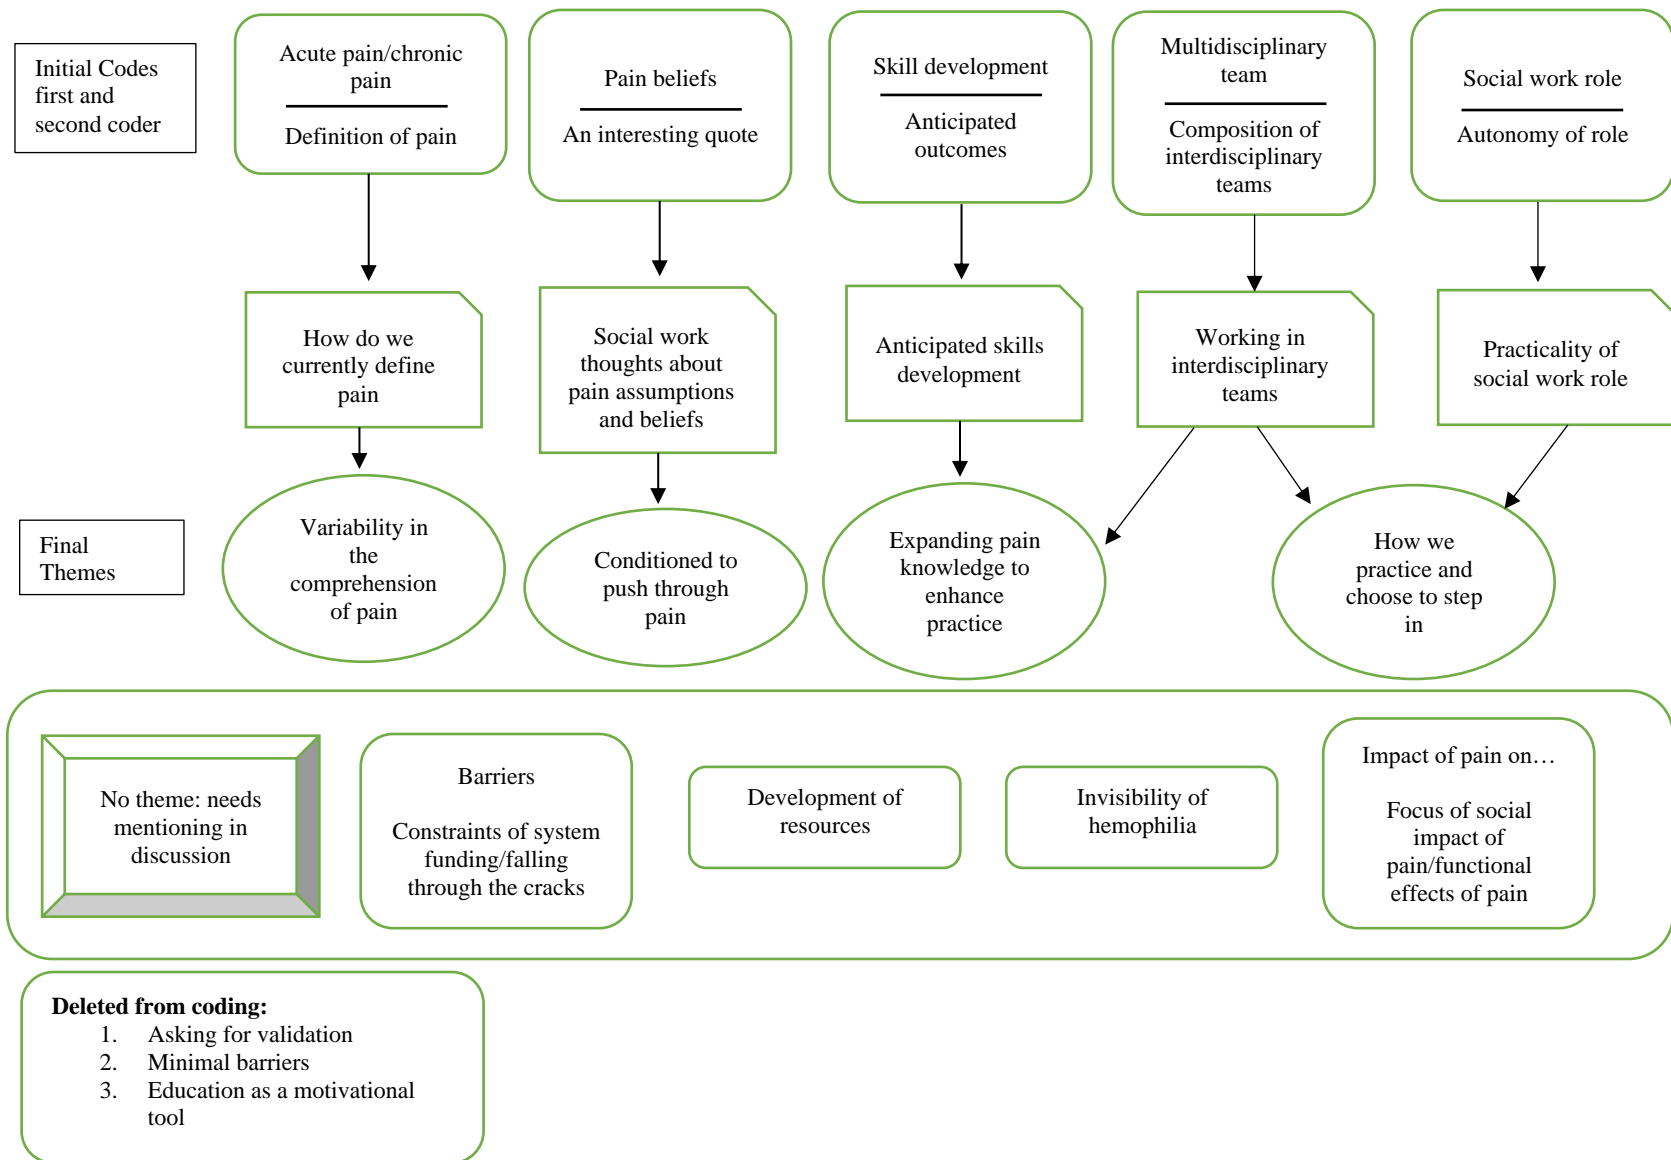 Initial Codes
first and
second coder
Acute pain/chronic
pain
Definition of pain
Pain beliefs
An interesting quote
Skill development
Anticipated
outcomes
Multidisciplinary
team
Composition of
interdisciplinary
teams
Social work role
Autonomy of role
How do we
currently define
pain
Social work
thoughts about
pain assumptions
and beliefs
Anticipated skills
development
Working in
interdisciplinary
teams
Practicality of
social work role
Final
Themes
Variability in
the
comprehension
of pain
Conditioned to
push through
pain
Expanding pain
knowledge to
enhance
practice
How we
practice and
choose to step
in
No theme: needs
mentioning in
discussion
Barriers
Constraints of system
funding/falling
through the cracks
Development of
resources
Invisibility of
hemophilia
Impact of pain on…
Focus of social
impact of
pain/functional
effects of pain
Deleted from coding:
1. Asking for validation
2. Minimal barriers
3. Education as a motivational
tool